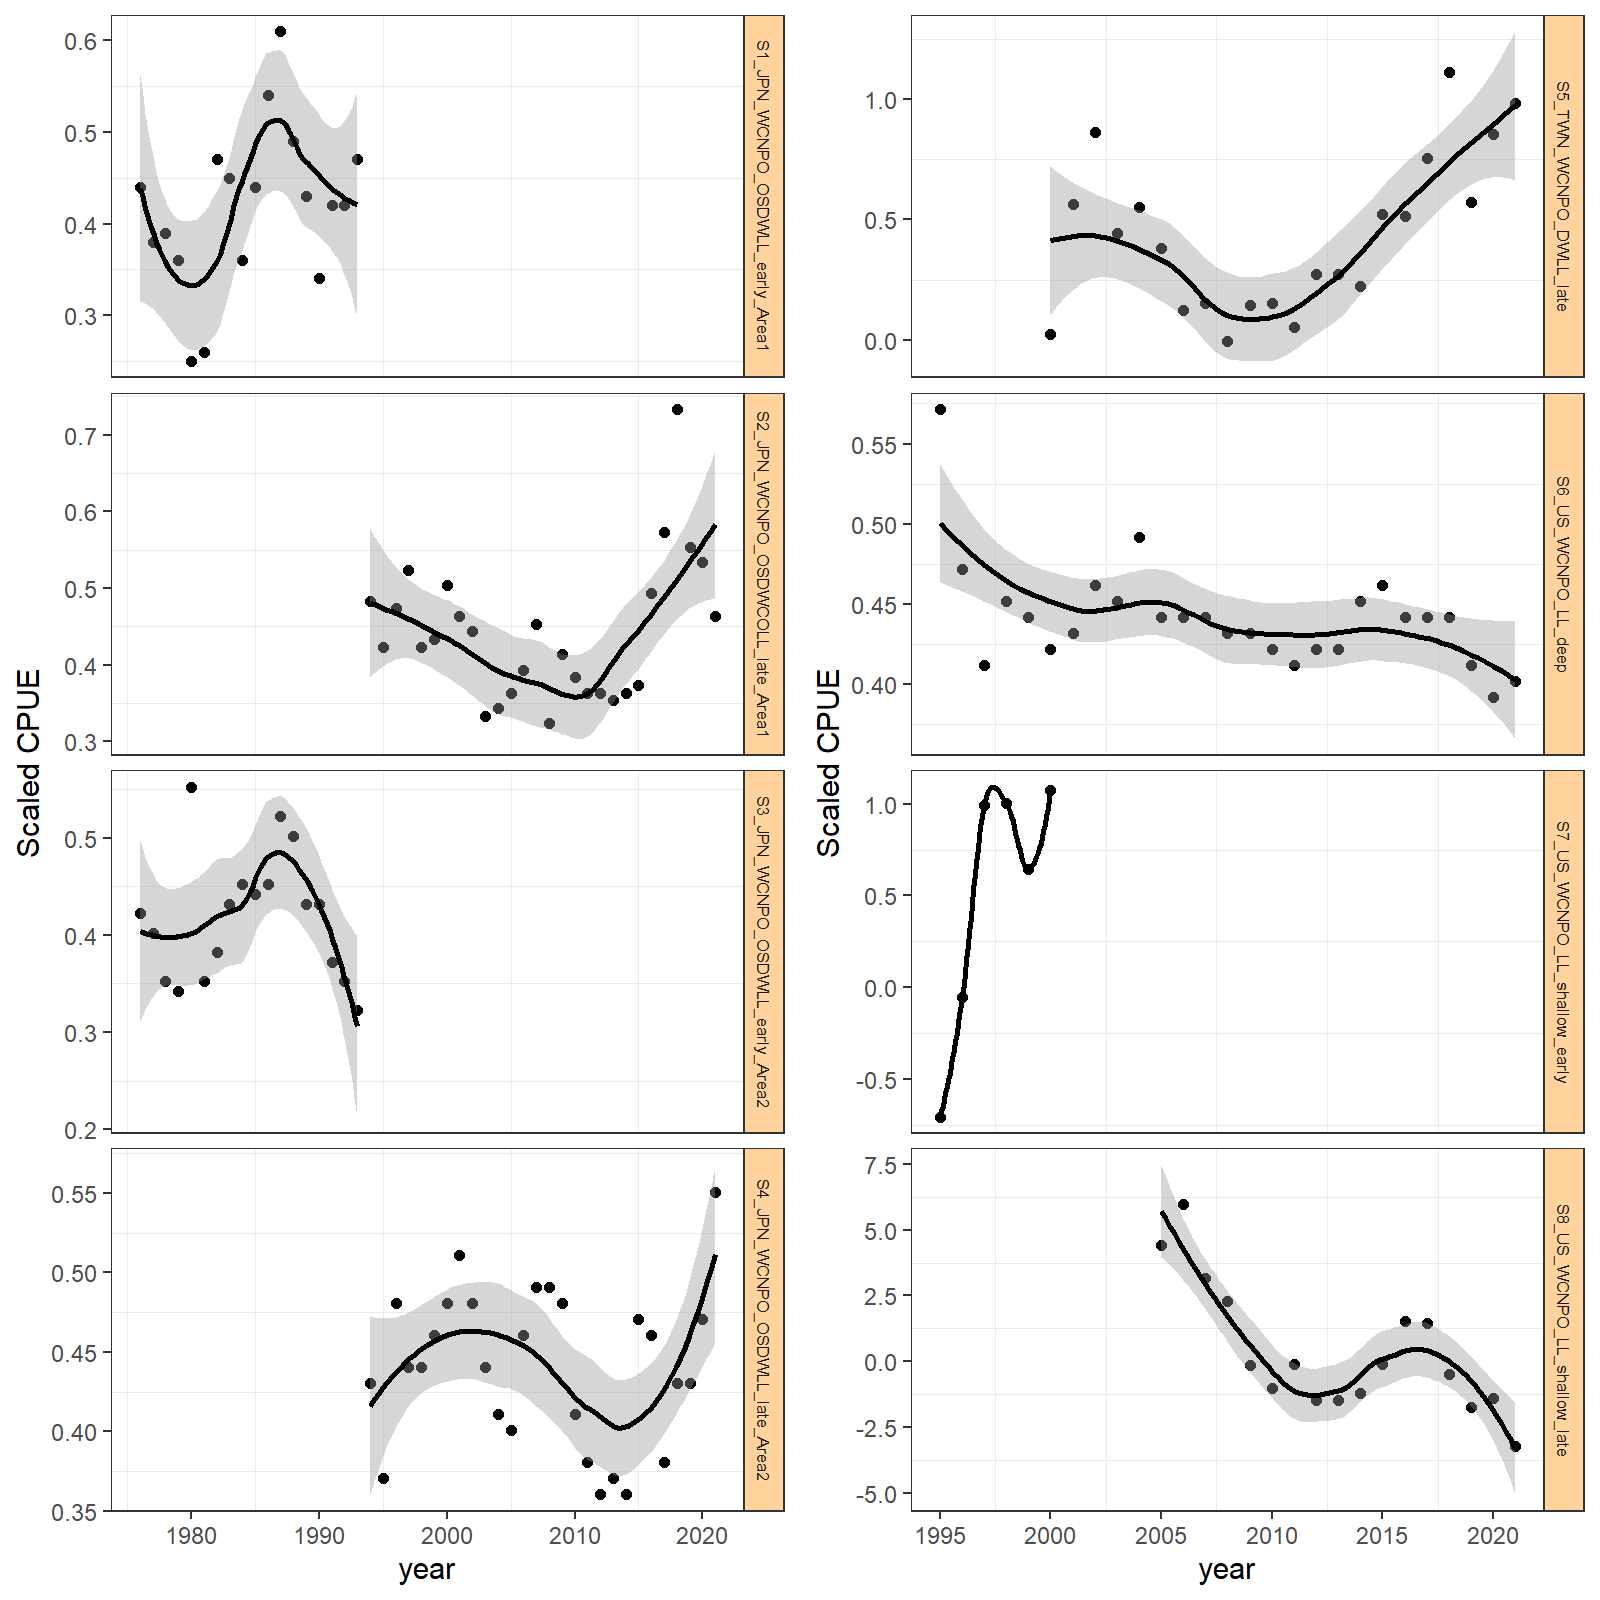 Scaled CPUE
0.6
0.5
0.4
0.3
S1_JPN_WCNPO_OSDWLL_early_Area1
0.7
0.6
0.5
0.4
0.3
S2_JPN_WCNPO_OSDWCOLL_late_Area1
0.5
0.4
0.3
0.2
S3_JPN_WCNPO_OSDWLL_early_Area2
0.55
0.50
0.45
0.40
0.35
S4_JPN_WCNPO_OSDWLL_late_Area2
1980 1990 2000 2010 2020
year
Scaled CPUE
1.0
0.5
0.0
S5_TWN_WCNPO_DWLL_late
0.55
0.50
0.45
0.40
S6_US_WCNPO_LL_deep
1.0
0.5
0.0
-0.5
S7_US_WCNPO_LL_shallow_early
7.5
5.0
2.5
0.0
-2.5
-5.0
S8_US_WCNPO_LL_shallow_late
1995 2000 2005 2010 2015 2020
year